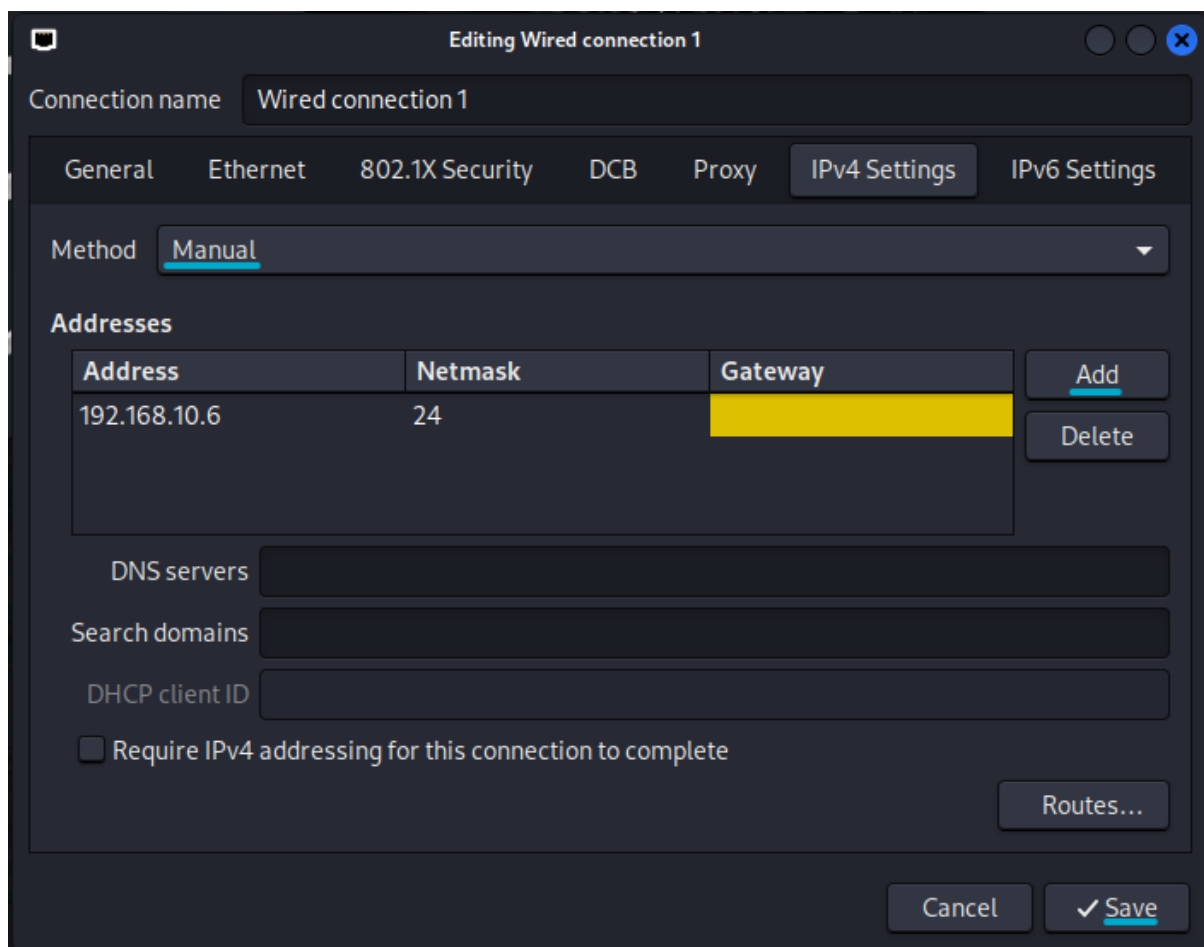 Editing Wired connection 1
Connection name Wired connection 1
General Ethernet 802.1X Security DCB Proxy IPv4 Settings IPv6 Settings
Method Manual
Addresses
Address Netmask Gateway Add
192.168.10.6 24
Delete
DNS servers
Search domains
DHCP client ID
Require IPv4 addressing for this connection to complete
Routes...
Cancel Save